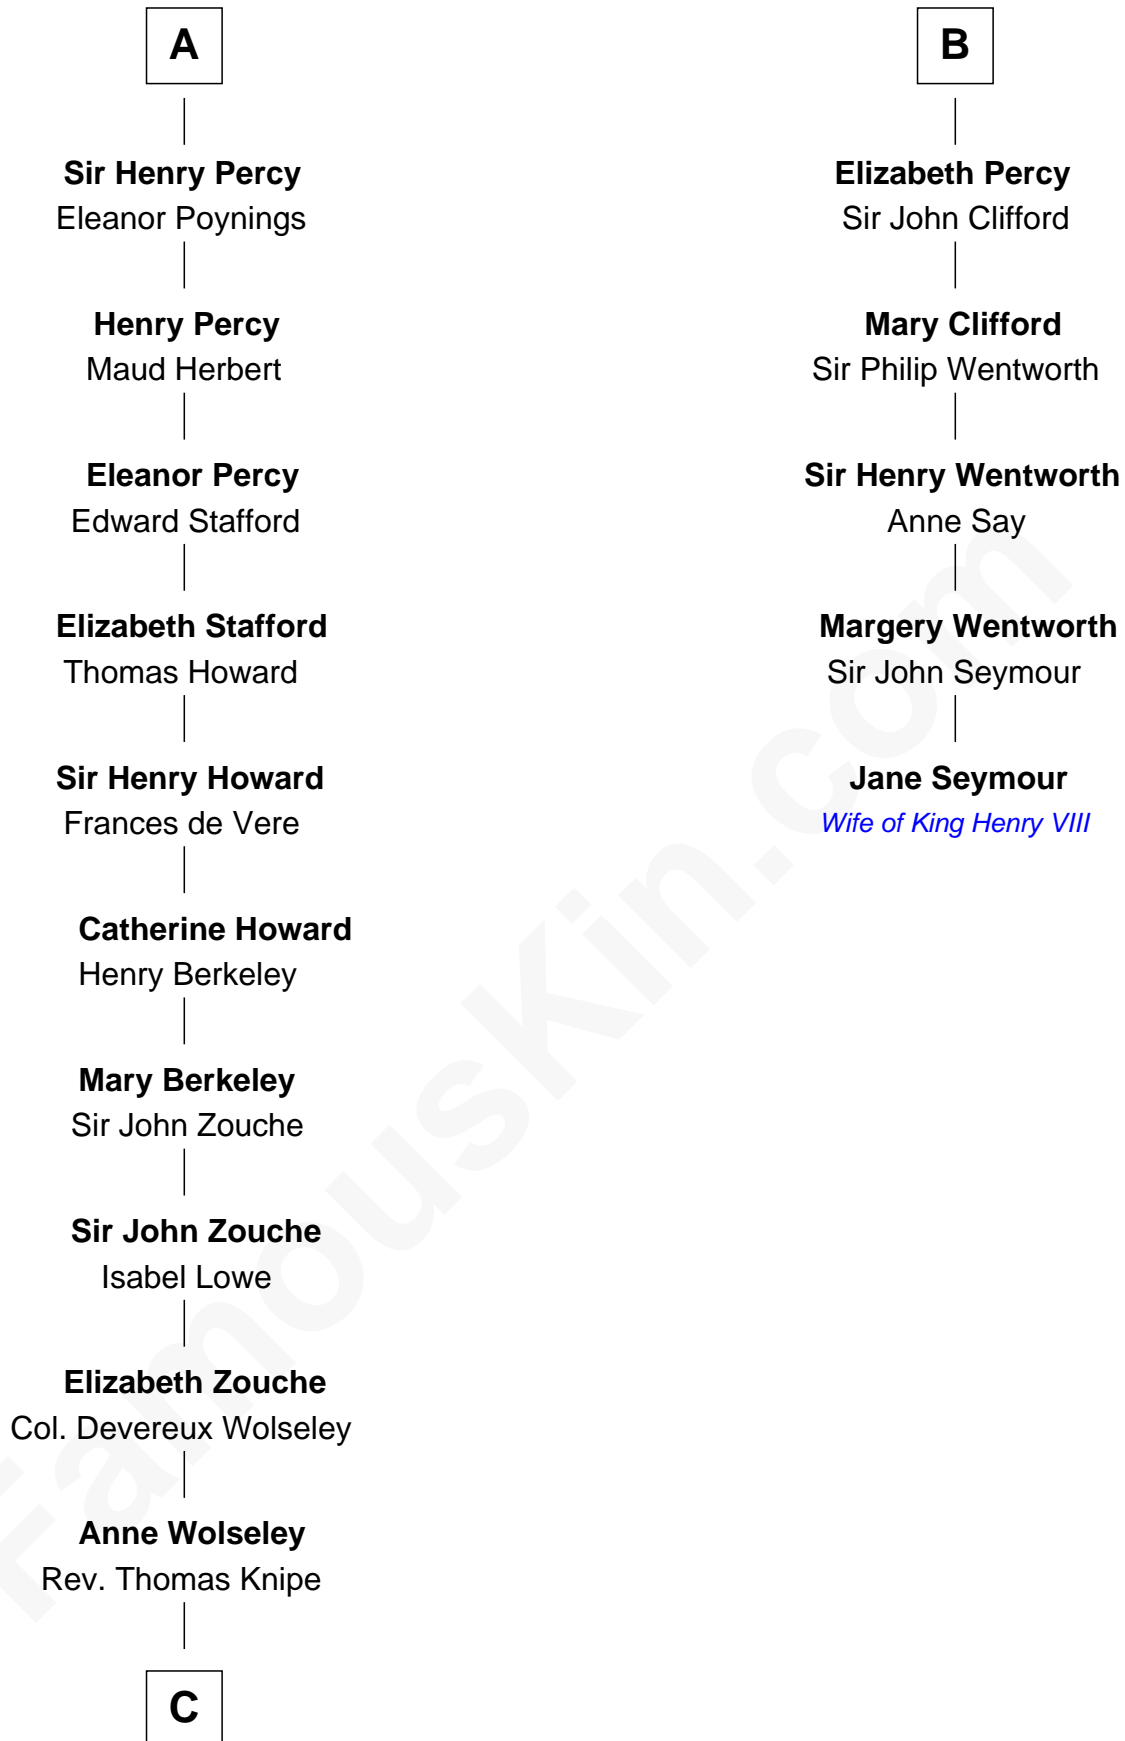 A
Sir Henry Percy
Eleanor Poynings
Henry Percy
Maud Herbert
Eleanor Percy
Edward Stafford
Elizabeth Stafford
Thomas Howard
Sir Henry Howard
Frances de Vere
Catherine Howard
Henry Berkeley
Mary Berkeley
Sir John Zouche
Sir John Zouche
Isabel Lowe
Elizabeth Zouche
Col. Devereux Wolseley
Anne Wolseley
Rev. Thomas Knipe
C
B
Elizabeth Percy
Sir John Clifford
Mary Clifford
Sir Philip Wentworth
Sir Henry Wentworth
Anne Say
Margery Wentworth
Sir John Seymour
Jane Seymour
Wife of King Henry VIII
FamousKin.com